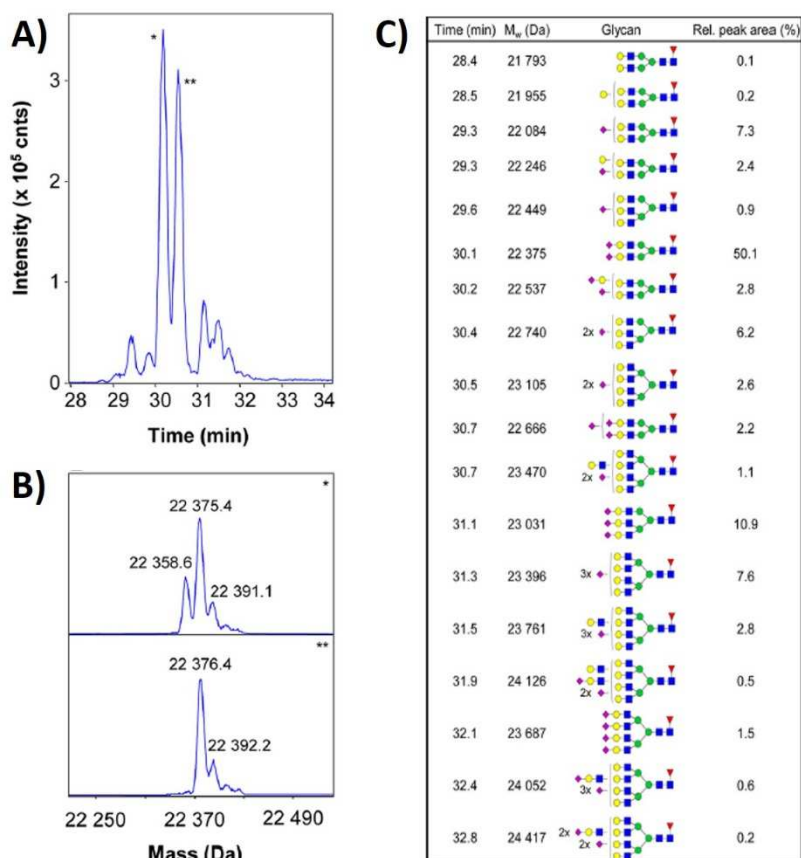 A)
*
**
3
2
1
0
Intensity (x 10⁵ cnts)
28 29 30 31 32 33 34
Time (min)
B)
*
22 375.4
22 358.6
22 391.1
**
22 376.4
22 392.2
22 250 22 370 22 490
Mass (Da)
C)
Time (min) Mw (Da) Glycan Rel. peak area (%)
28.4 21 793 0.1
28.5 21 955 0.2
29.3 22 084 7.3
29.3 22 246 2.4
29.6 22 449 0.9
30.1 22 375 50.1
30.2 22 537 2.8
30.4 22 740 2x 6.2
30.5 23 105 2x 2.6
30.7 22 666 2.2
30.7 23 470 2x 1.1
31.1 23 031 10.9
31.3 23 396 3x 7.6
31.5 23 761 3x 2.8
31.9 24 126 2x 0.5
32.1 23 687 1.5
32.4 24 052 3x 0.6
32.8 24 417 2x 2x 0.2